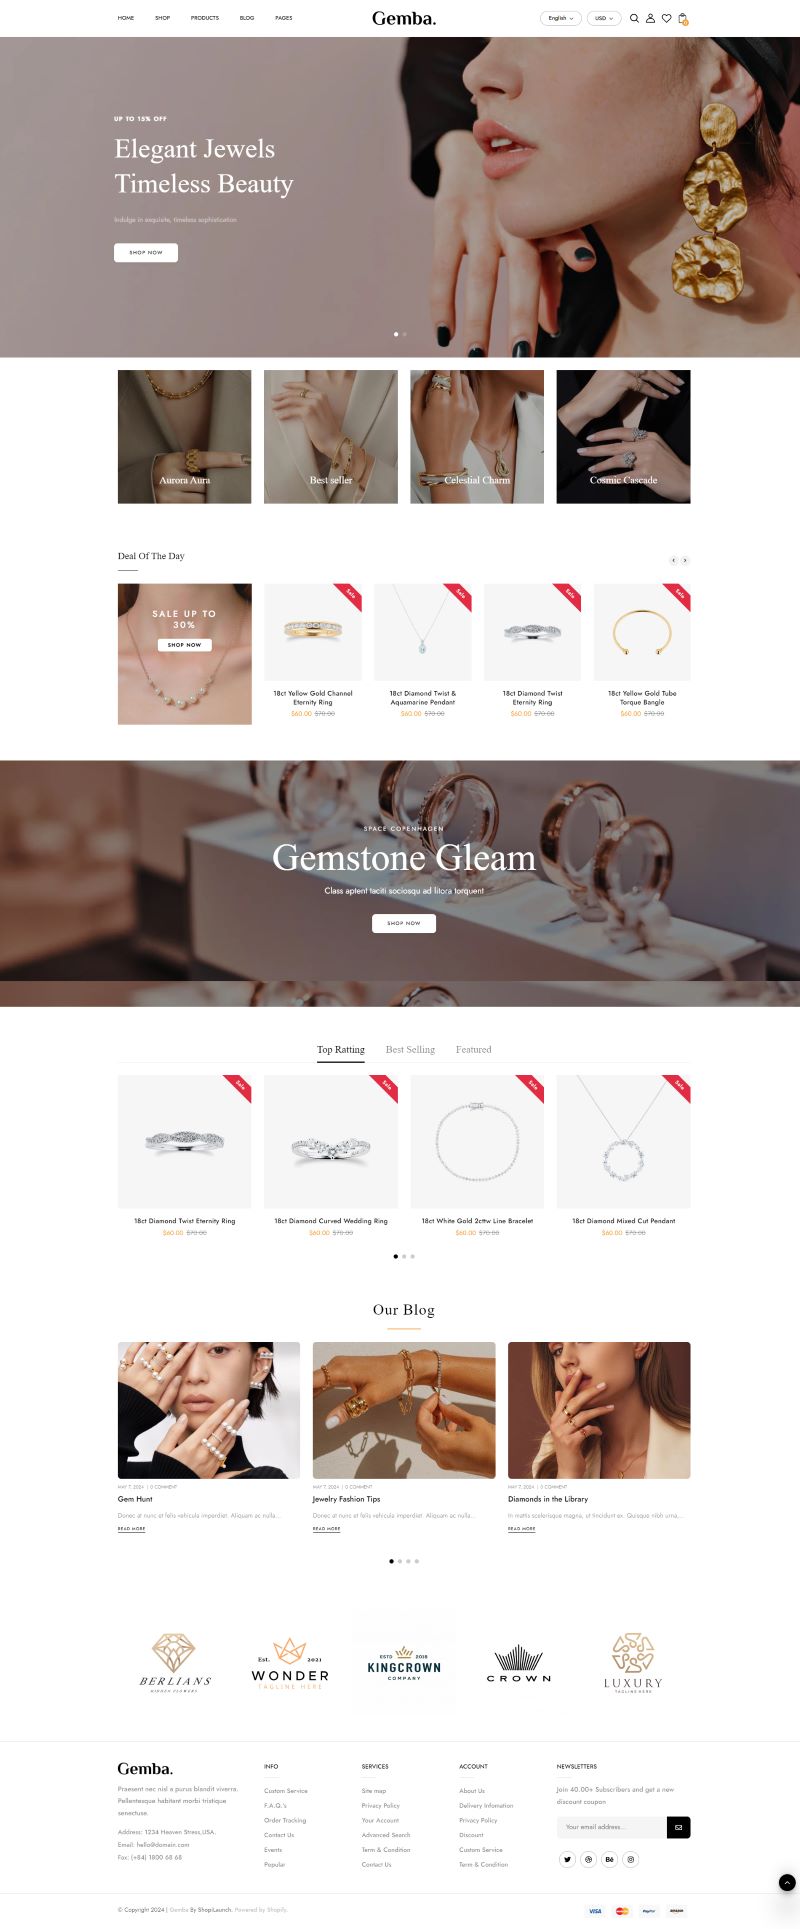 HOME SHOP PRODUCTS BLOG PAGES
Gemba.
English USD
0
UP TO 15% OFF
Elegant Jewels
Timeless Beauty
Indulge in exquisite, timeless sophistication
SHOP NOW
Aurora Aura
Best seller
Celestial Charm
Cosmic Cascade
Deal Of The Day
SALE UP TO
30%
SHOP NOW
Sale
18ct Yellow Gold Channel
Eternity Ring
$60.00 $70.00
Sale
18ct Diamond Twist &
Aquamarine Pendant
$60.00 $70.00
Sale
18ct Diamond Twist
Eternity Ring
$60.00 $70.00
Sale
18ct Yellow Gold Tube
Torque Bangle
$60.00 $70.00
SPACE COPENHAGEN
Gemstone Gleam
Class aptent taciti sociosqu ad litora torquent
SHOP NOW
Top Ratting Best Selling Featured
Sale
18ct Diamond Twist Eternity Ring
$60.00 $70.00
Sale
18ct Diamond Curved Wedding Ring
$60.00 $70.00
Sale
18ct White Gold 2cttw Line Bracelet
$60.00 $70.00
Sale
18ct Diamond Mixed Cut Pendant
$60.00 $70.00
Our Blog
MAY 7, 2024 | 0 COMMENT
Gem Hunt
Donec at nunc et felis vehicula imperdiet. Aliquam ac nulla...
READ MORE
MAY 7, 2024 | 0 COMMENT
Jewelry Fashion Tips
Donec at nunc et felis vehicula imperdiet. Aliquam ac nulla...
READ MORE
MAY 7, 2024 | 0 COMMENT
Diamonds in the Library
In mattis scelerisque magna, ut tincidunt ex. Quisque nibh urna,...
READ MORE
BERLIANS
HIDDEN FLOWERS
Est. 2021
WONDER
TAGLINE HERE
ESTD 2018
KINGCROWN
COMPANY
CROWN
LUXURY
TAGLINE HERE
Gemba.
Praesent nec nisl a purus blandit viverra.
Pellentesque habitant morbi tristique
senectuse.
Address: 1234 Heaven Stress,USA.
Email: hello@domain.com
Fax: (+84) 1800 68 68
INFO
Custom Service
F.A.Q.'s
Order Tracking
Contact Us
Events
Popular
SERVICES
Site map
Privacy Policy
Your Account
Advanced Search
Term & Condition
Contact Us
ACCOUNT
About Us
Delivery Infomation
Privacy Policy
Discount
Custom Service
Term & Condition
NEWSLETTERS
Join 40.00+ Subscribers and get a new
discount coupon
Your email address...
Bē
© Copyright 2024 | Gemba By ShopiLaunch. Powered by Shopify.
VISA
MasterCard
PayPal
amazon